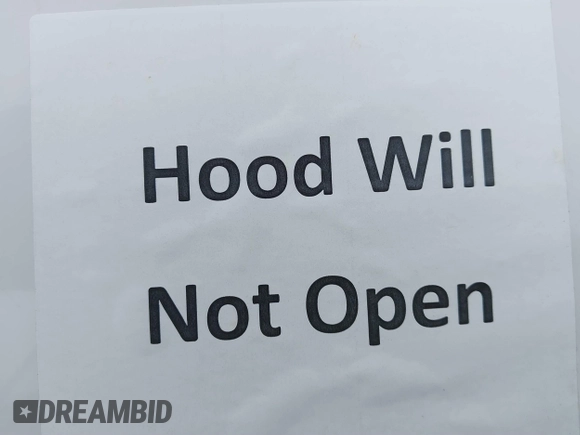 Hood Will
Not Open
DREAMBID